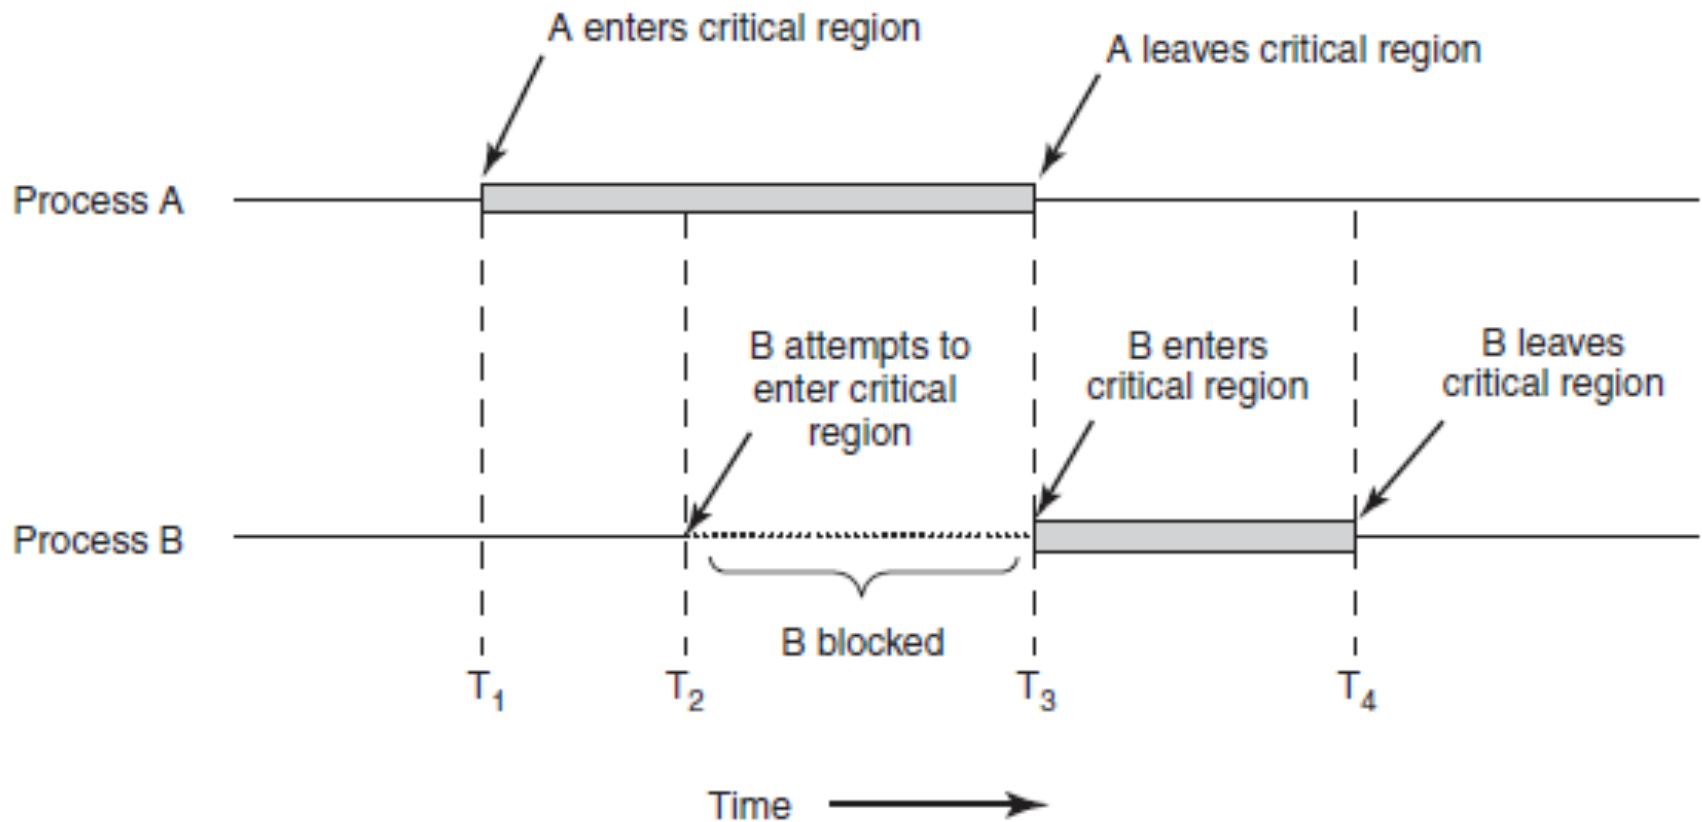 A enters critical region
A leaves critical region
Process A
B attempts to
enter critical
region
B enters
critical region
B leaves
critical region
Process B
B blocked
T1
T2
T3
T4
Time